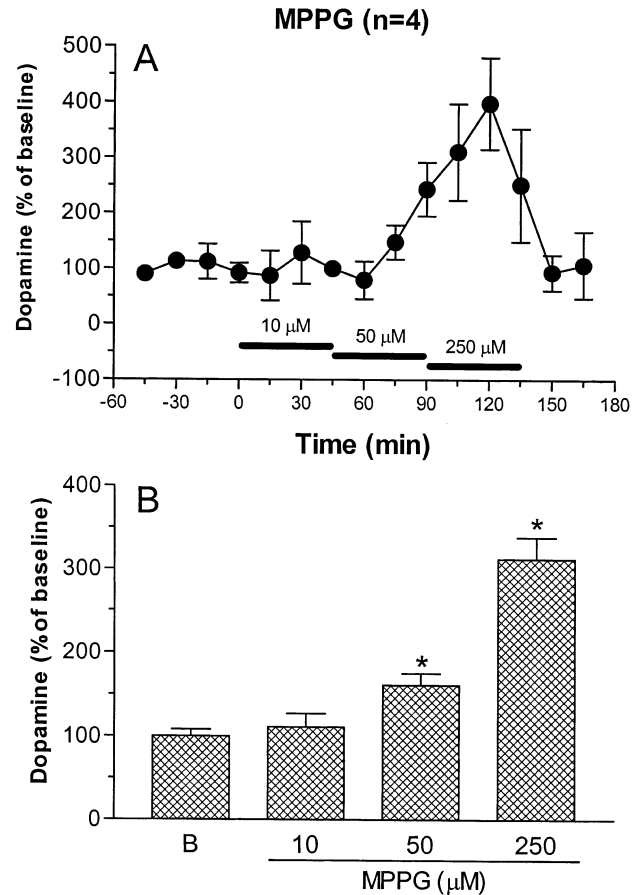 MPPG (n=4)
A
Dopamine (% of baseline)
500
400
300
200
100
0
-100
10 μM
50 μM
250 μM
-60 -30 0 30 60 90 120 150 180
Time (min)
B
Dopamine (%of baseline)
400
300
200
100
0
*
*
B 10 50 250
MPPG (μM)